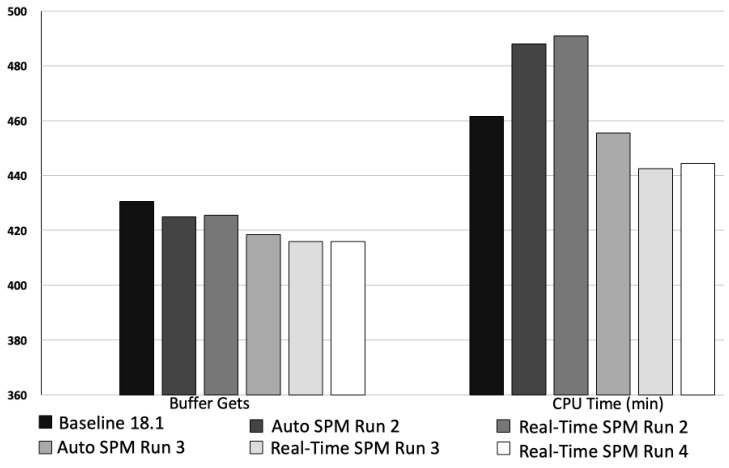 500
480
460
440
420
400
380
360
Buffer Gets CPU Time (min)
Baseline 18.1 Auto SPM Run 2 Real-Time SPM Run 2
Auto SPM Run 3 Real-Time SPM Run 3 Real-Time SPM Run 4